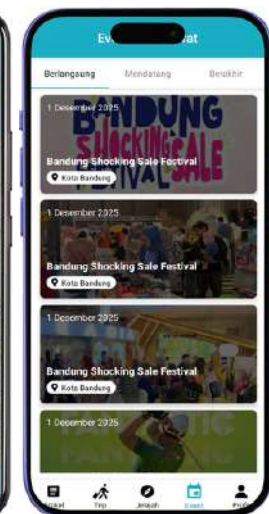 Berlangsung Mendatang Berakhir
1 Desember 2025
BANDUNG
SHOCKING SALE
FESTIVAL
Bandung Shocking Sale Festival
Kota Bandung
1 Desember 2025
Bandung Shocking Sale Festival
Kota Bandung
1 Desember 2025
Bandung Shocking Sale Festival
Kota Bandung
1 Desember 2025
Trip Jelajah Event